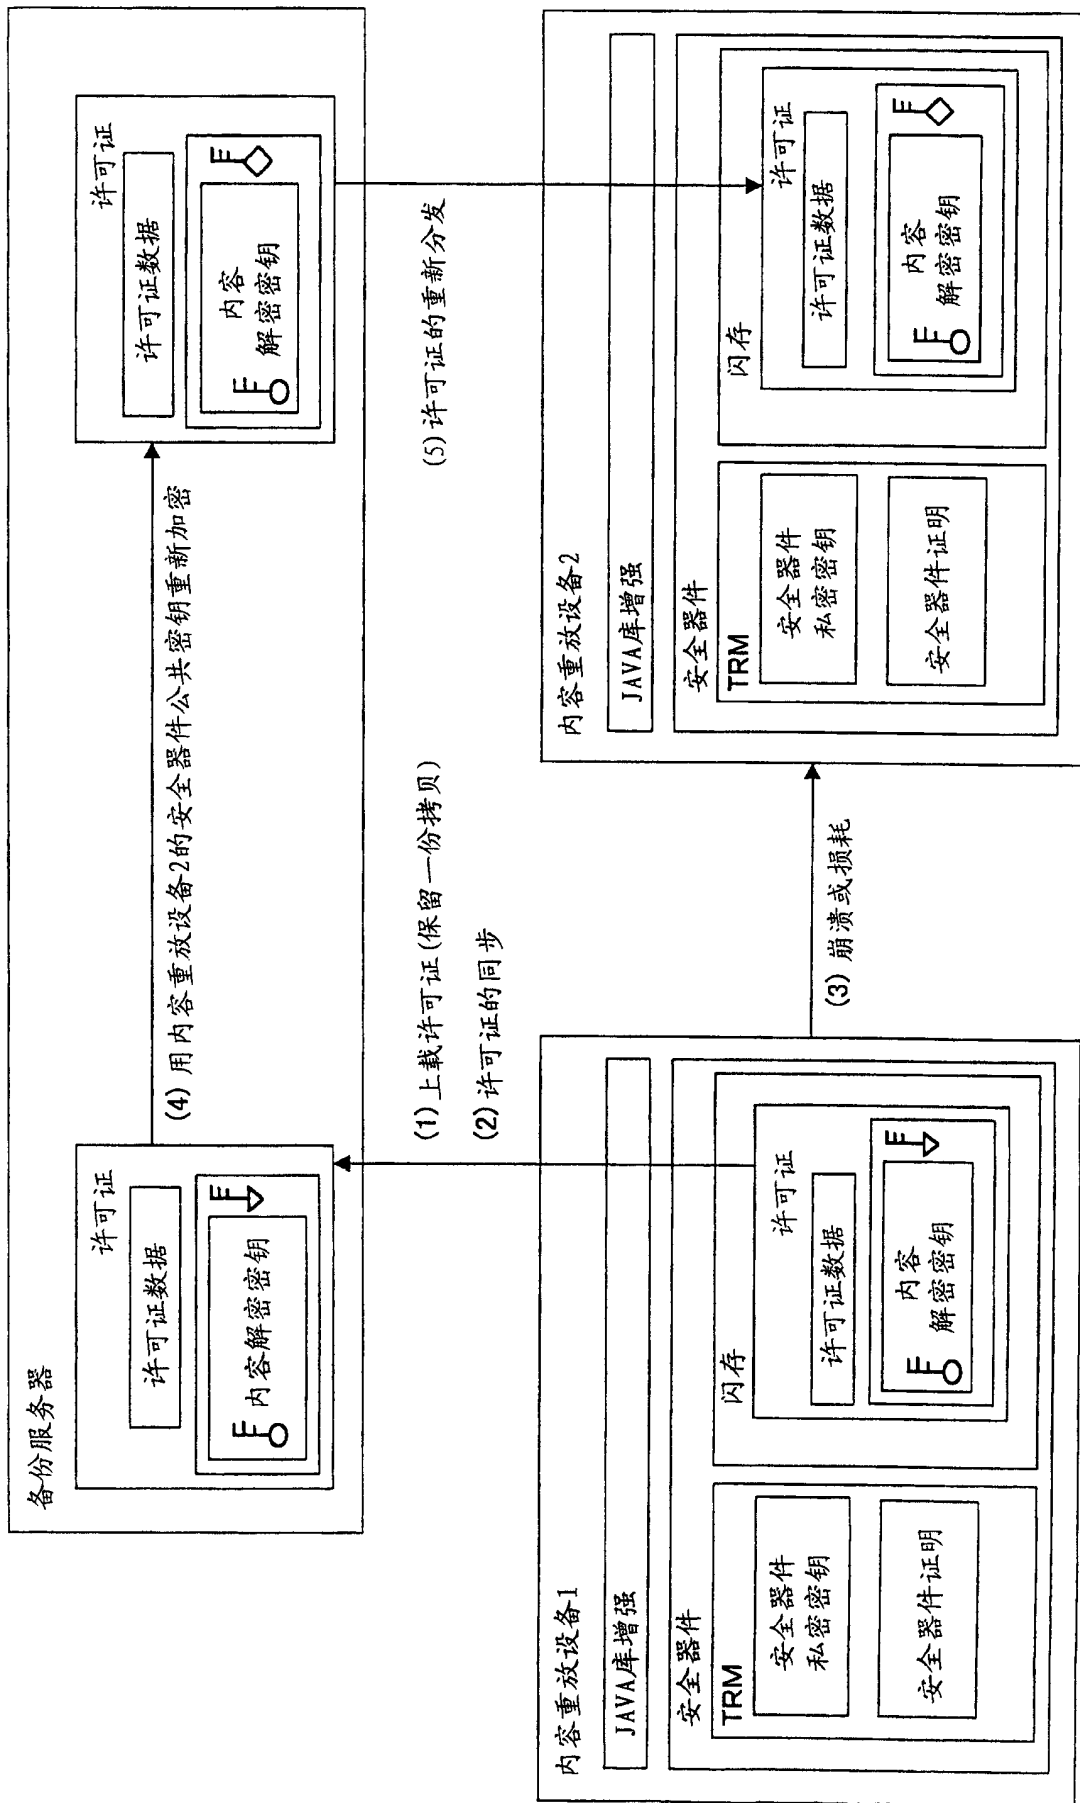 备份服务器
许可证
许可证数据
内容解密密钥
(4) 用内容重放设备2的安全器件公共密钥重新加密
许可证
许可证数据
内容
解密密钥
(1) 上载许可证(保留一份拷贝)
(2) 许可证的同步
(5) 许可证的重新分发
内容重放设备1
JAVA库增强
安全器件
TRM
安全器件
私密密钥
安全器件证明
闪存
许可证
许可证数据
内容
解密密钥
(3) 崩溃或损耗
内容重放设备2
JAVA库增强
安全器件
TRM
安全器件
私密密钥
安全器件证明
闪存
许可证
许可证数据
内容
解密密钥